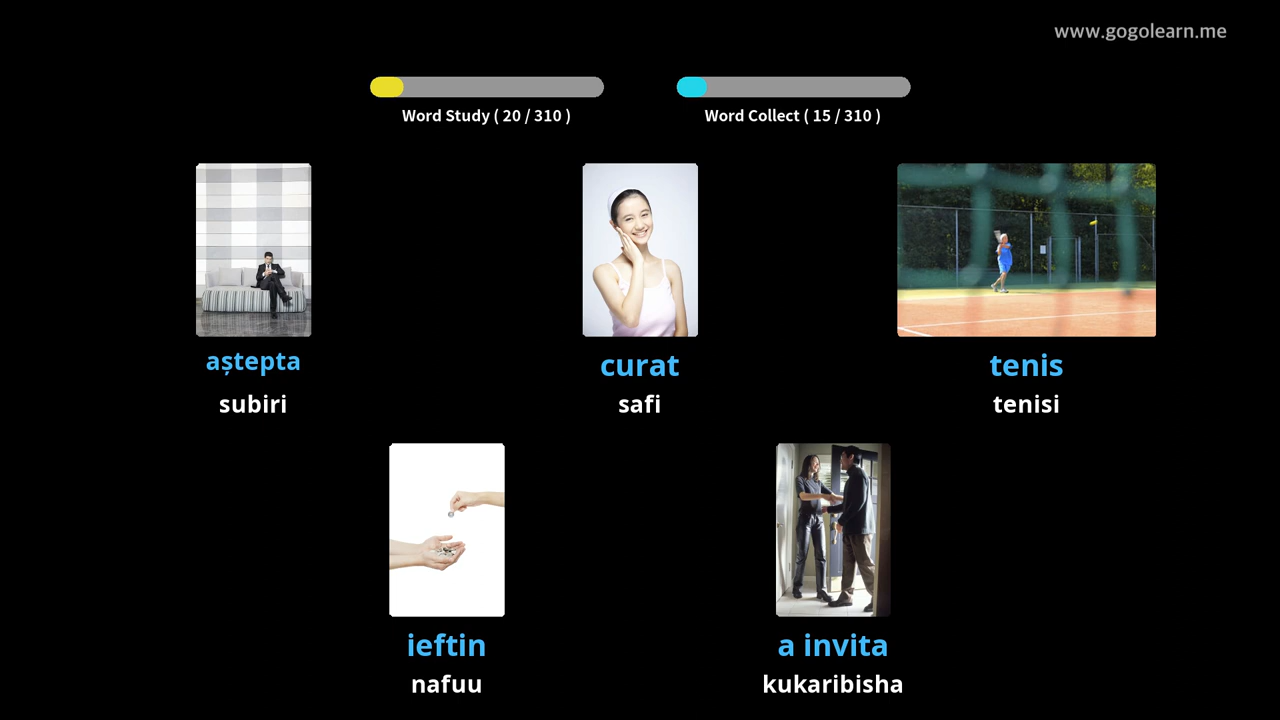 www.gogolearn.me
Word Study ( 20 / 310 )
Word Collect ( 15 / 310 )
aștepta
subiri
curat
safi
tenis
tenisi
ieftin
nafuu
a invita
kukaribisha